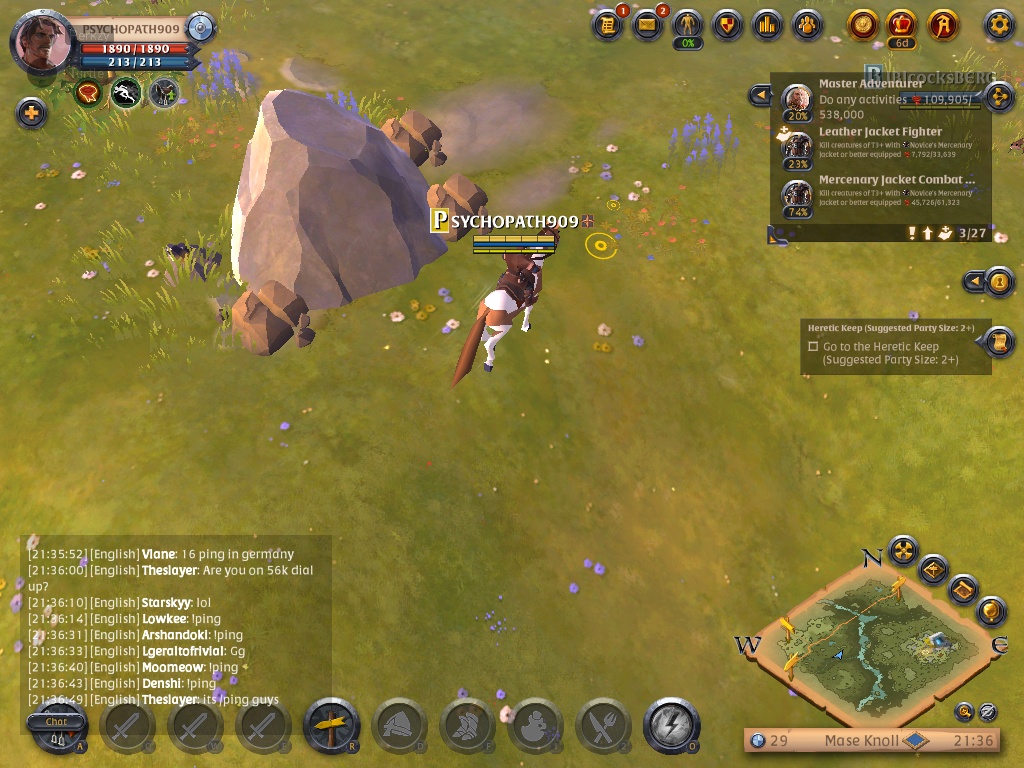 PSYCHOPATH909
1890 / 1890
213 / 213
1
2
0%
6d
Master Adventurer
Do any activities 109,905/
538,000
20%
Leather Jacket Fighter
Kill creatures of T3+ with Novice's Mercenary
Jacket or better equipped 7,792/33,639
23%
Mercenary Jacket Combat ...
Kill creatures of T3+ with Novice's Mercenary
Jacket or better equipped 45,726/61,323
74%
3/27
PSYCHOPATH909
Heretic Keep (Suggested Party Size: 2+)
Go to the Heretic Keep
(Suggested Party Size: 2+)
[21:35:52] [English] Vlane: 16 ping in germany
[21:36:00] [English] Theslayer: Are you on 56k dial
up?
[21:36:10] [English] Starskyy: lol
[21:36:14] [English] Lowkee: !ping
[21:36:31] [English] Arshandoki: !ping
[21:36:33] [English] Lgeraltofrivial: Gg
[21:36:40] [English] Moomeow: !ping
[21:36:43] [English] Denshi: !ping
[21:36:49] [English] Theslayer: its !ping guys
Chat
A
W
R
D
F
O
N
W
E
29 Mase Knoll 21:36